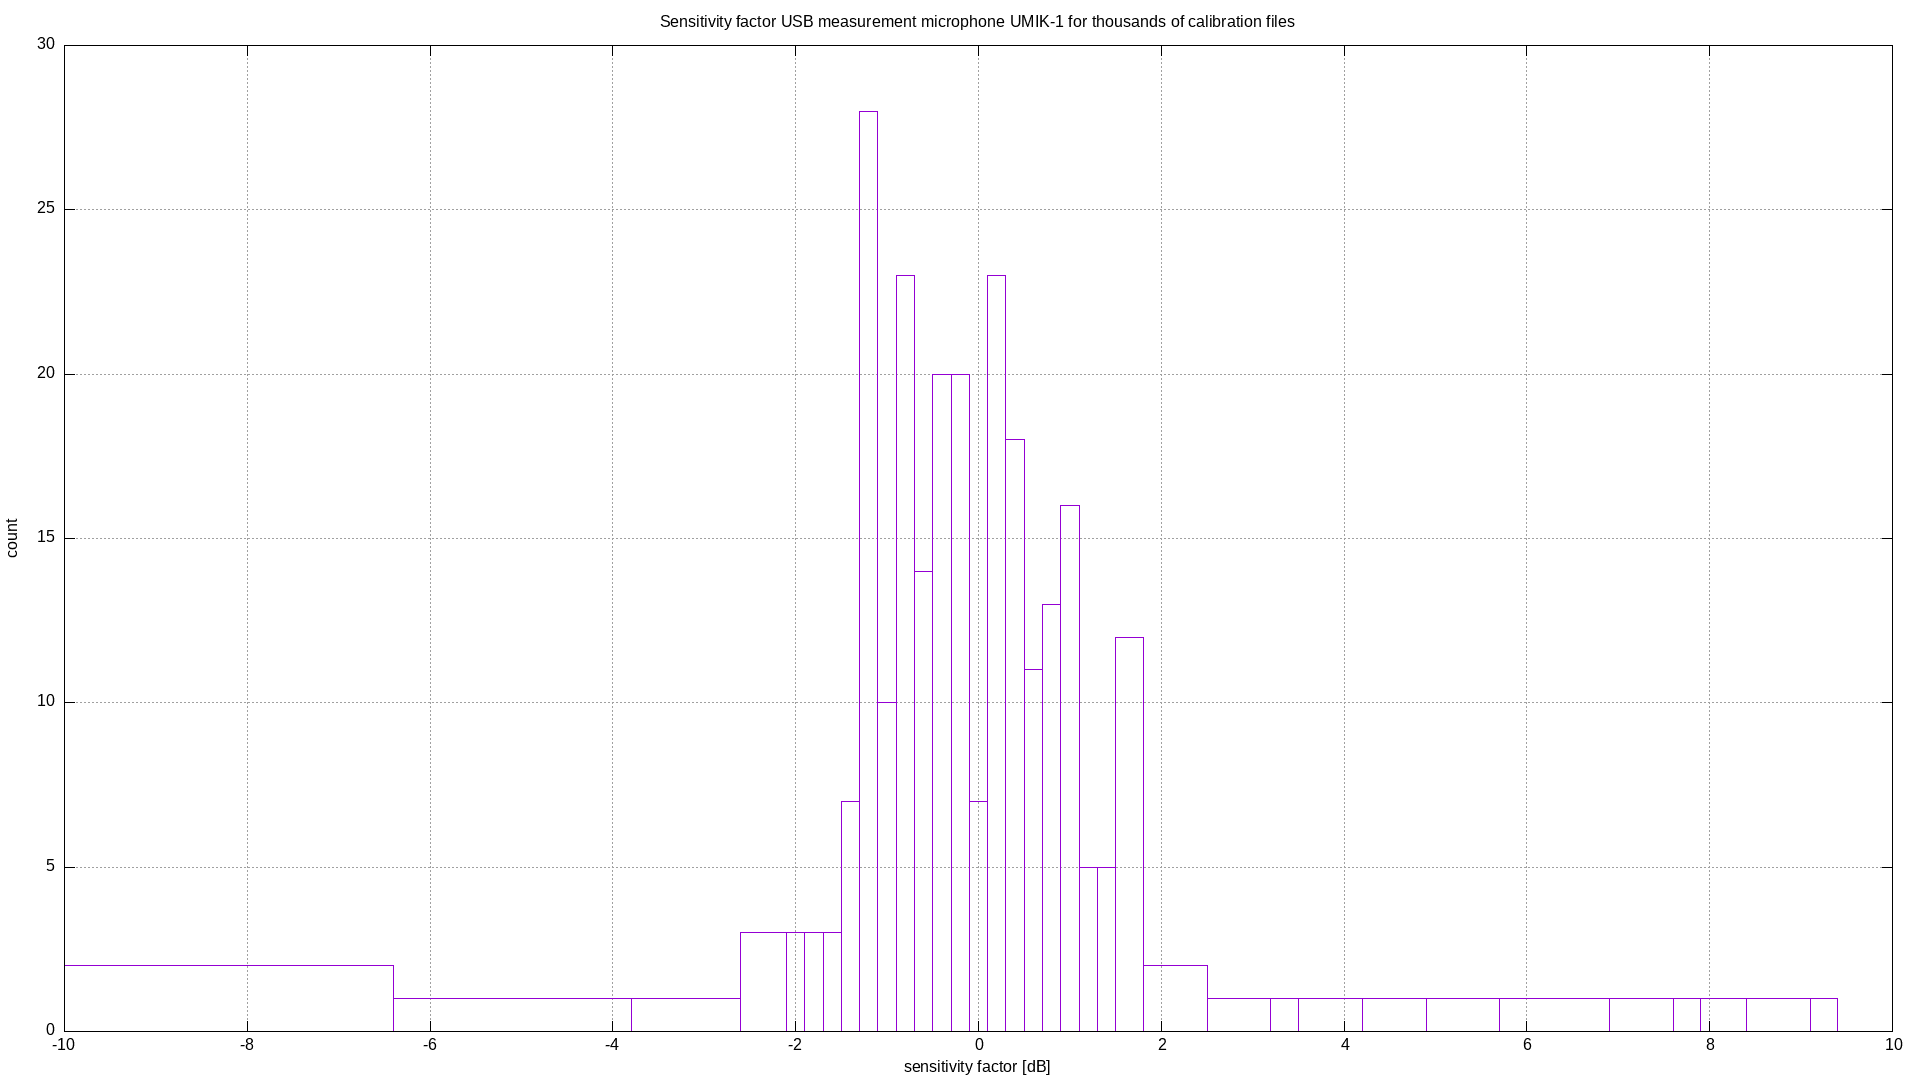 Sensitivity factor USB measurement microphone UMIK-1 for thousands of calibration files
30
25
20
15
10
5
0
count
-10 -8 -6 -4 -2 0 2 4 6 8 10
sensitivity factor [dB]